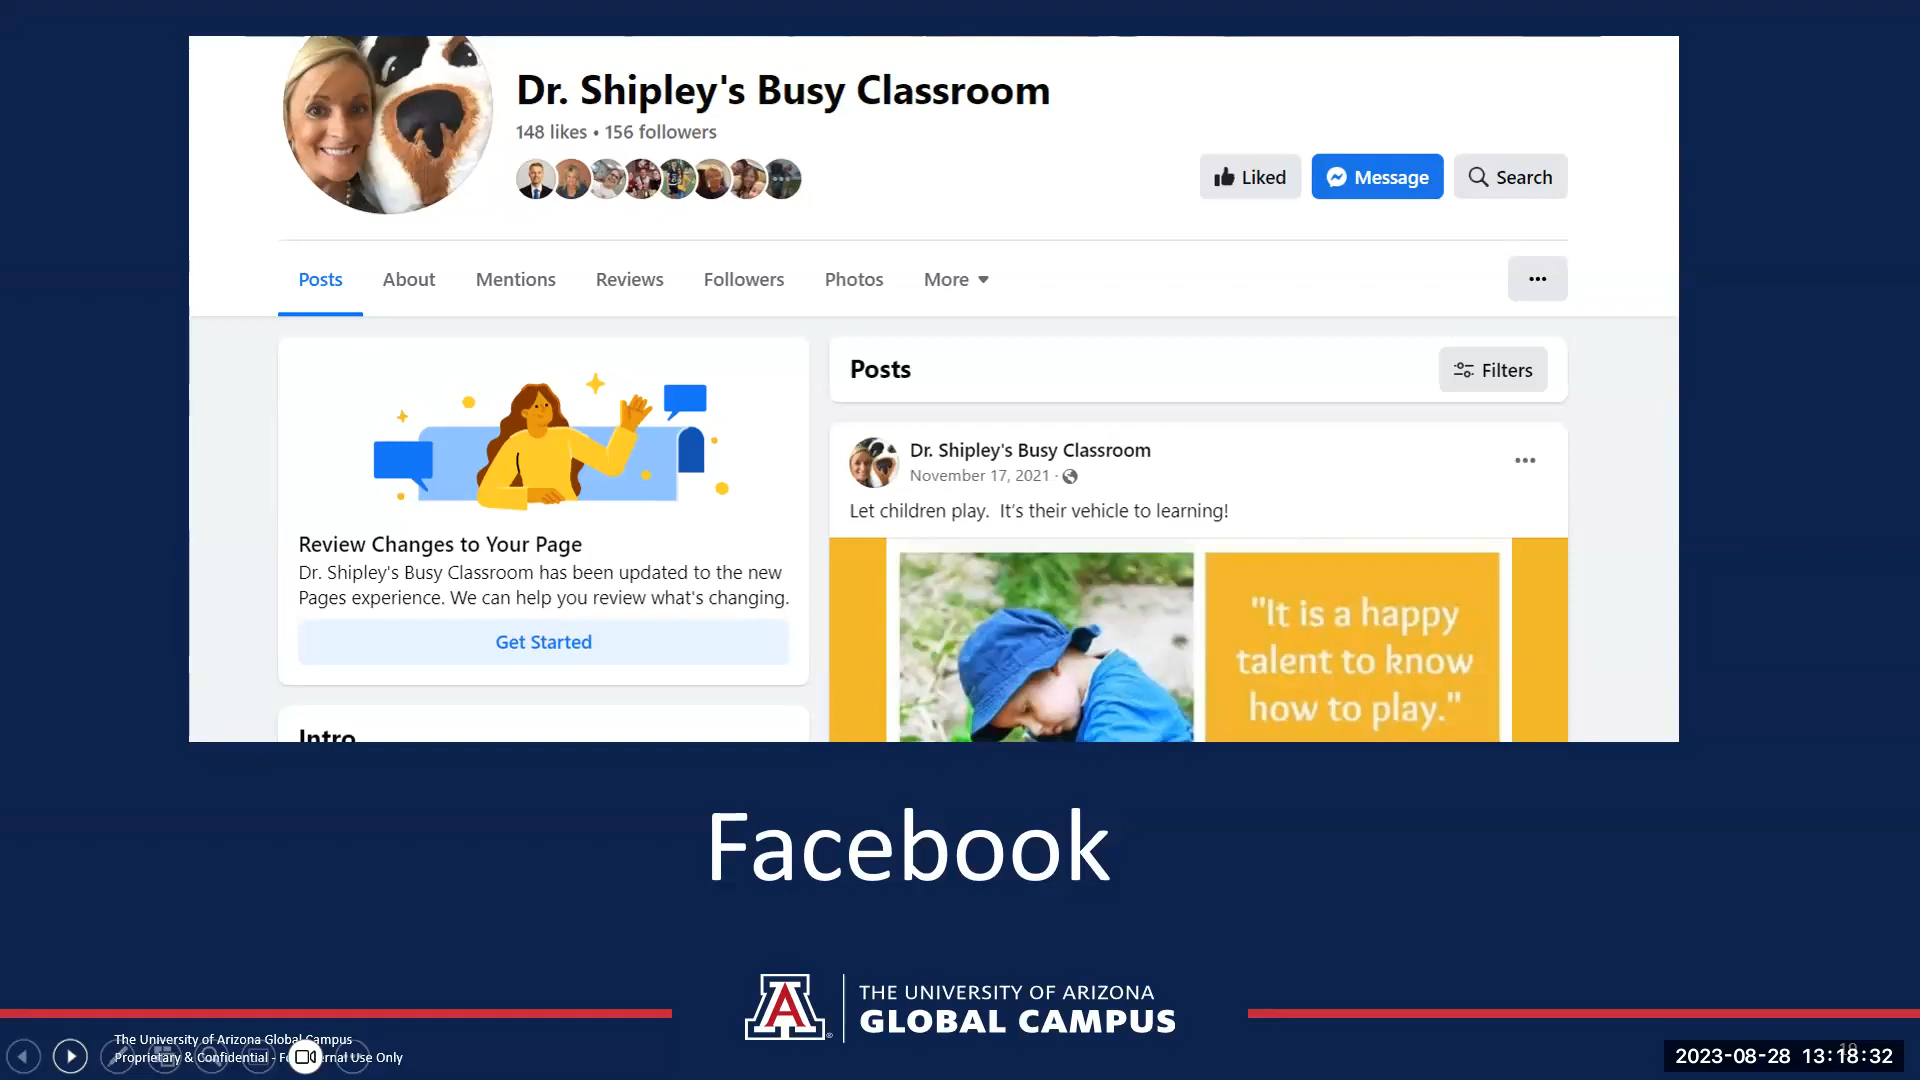 Dr. Shipley's Busy Classroom
148 likes • 156 followers
Liked
Message
Search
Posts
About
Mentions
Reviews
Followers
Photos
More
Review Changes to Your Page
Dr. Shipley's Busy Classroom has been updated to the new
Pages experience. We can help you review what's changing.
Get Started
Intro
Posts
Filters
Dr. Shipley's Busy Classroom
November 17, 2021
Let children play.  It's their vehicle to learning!
"It is a happy
talent to know
how to play."
Facebook
THE UNIVERSITY OF ARIZONA
GLOBAL CAMPUS
The University of Arizona Global Campus
Proprietary & Confidential - Use Only
2023-08-28 13:18:32